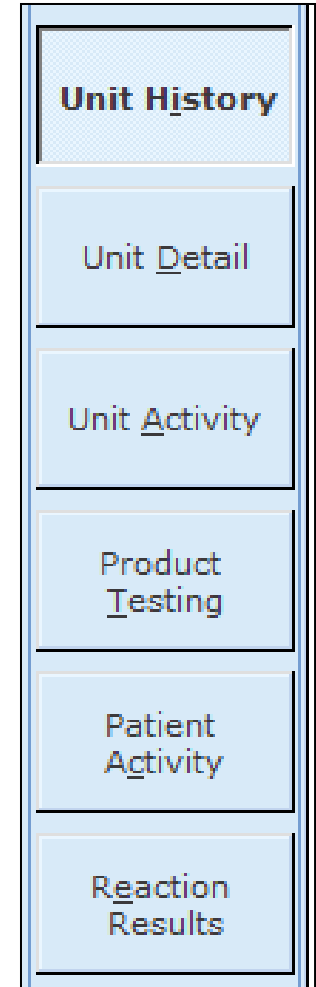 Unit History
Unit Detail
Unit Activity
Product
Testing
Patient
Activity
Reaction
Results